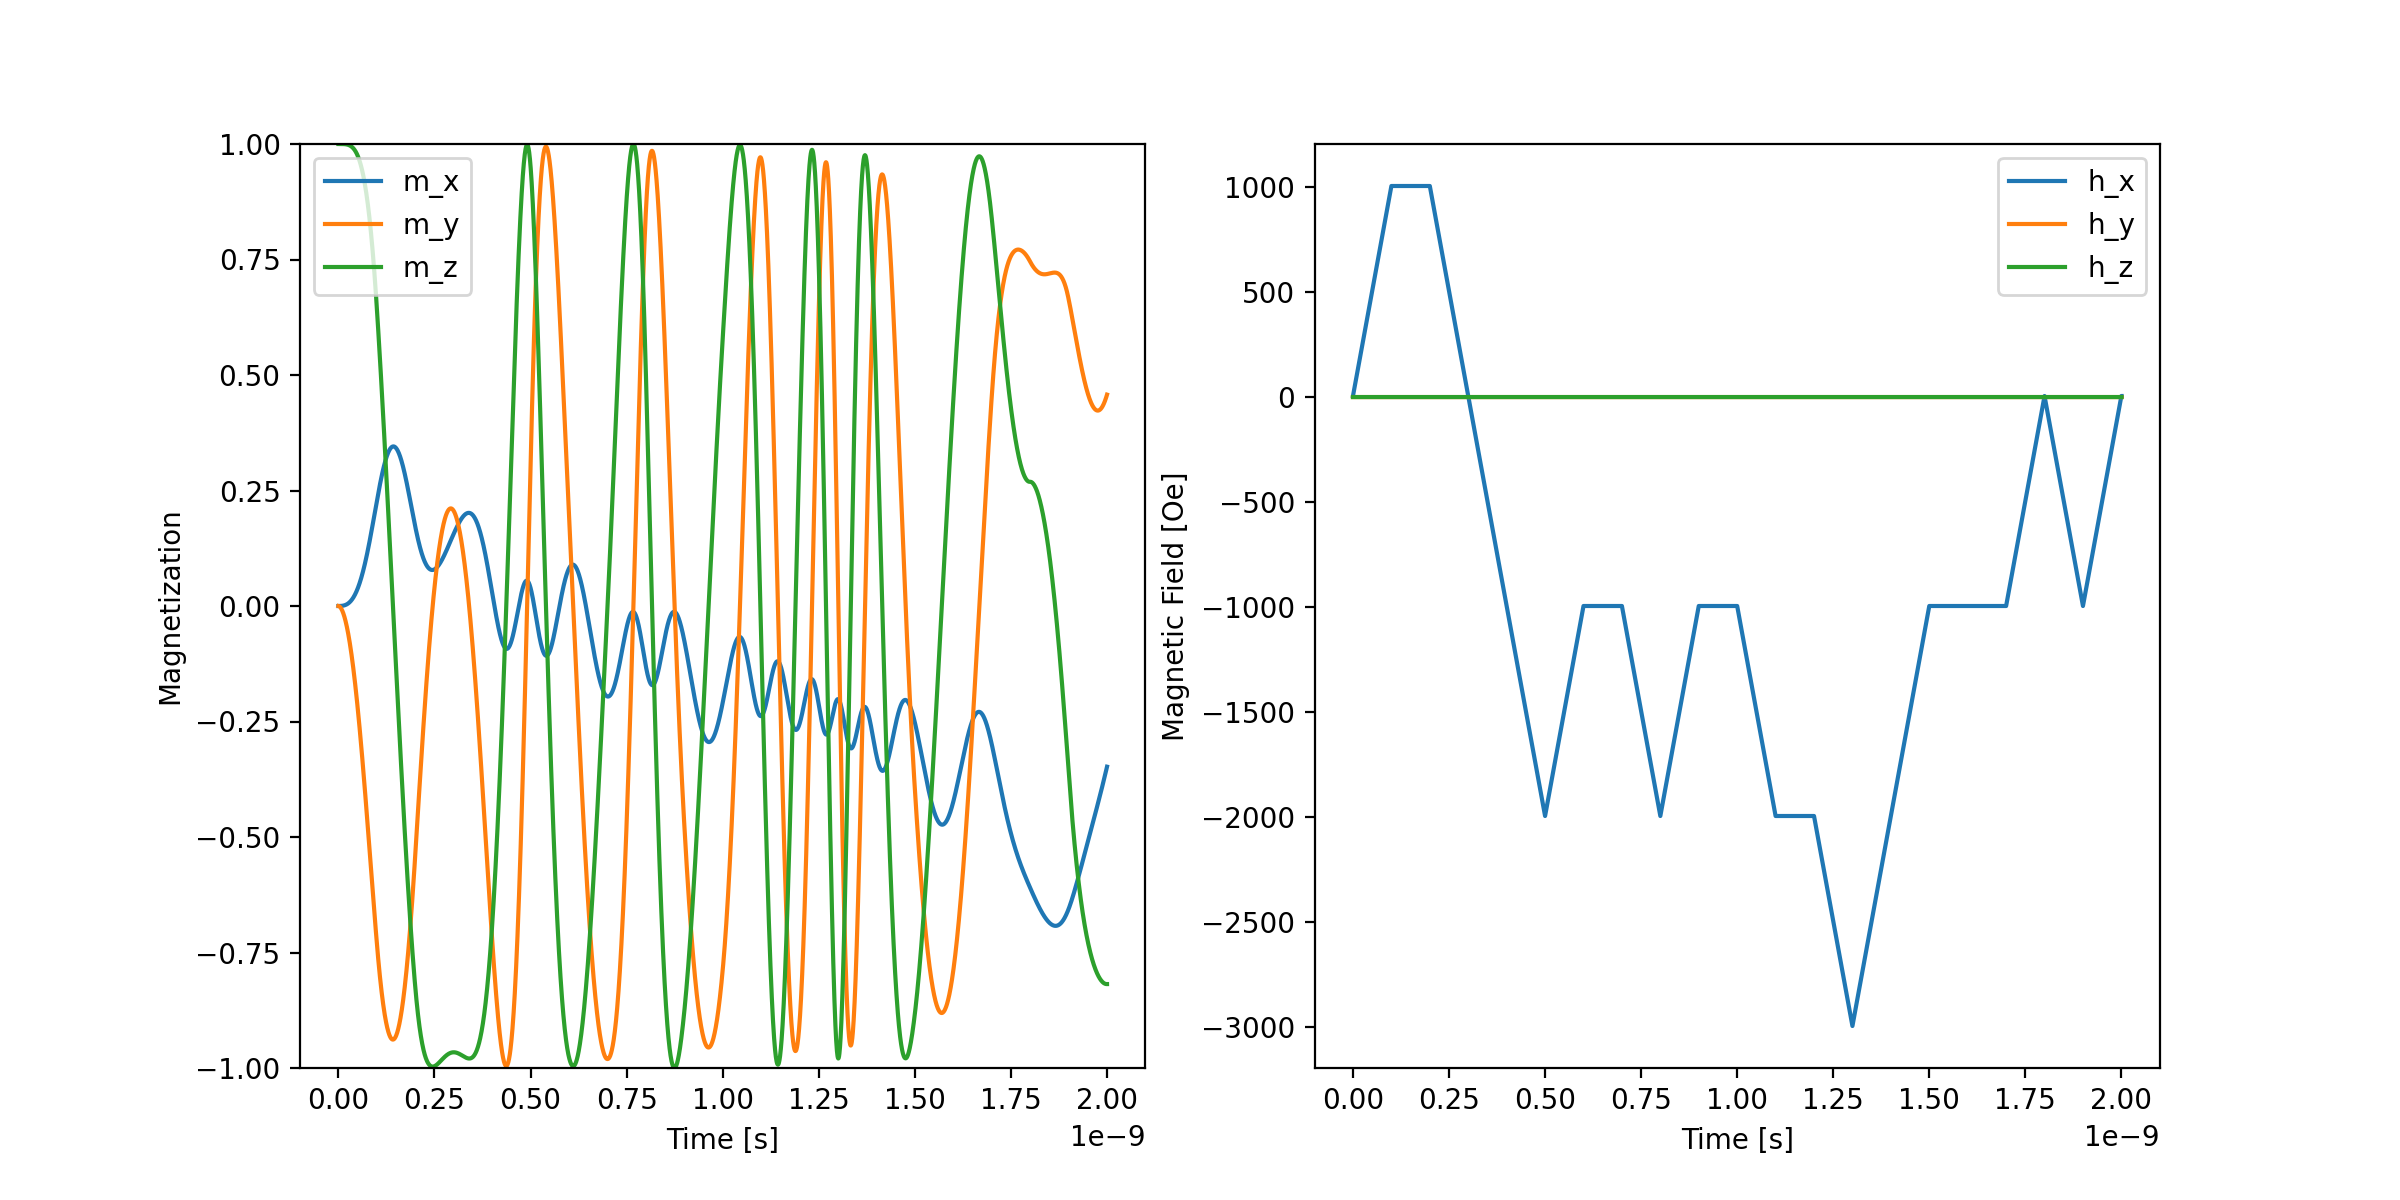 m_x
m_y
m_z
1.00
0.75
0.50
0.25
0.00
−0.25
−0.50
−0.75
−1.00
Magnetization
0.00 0.25 0.50 0.75 1.00 1.25 1.50 1.75 2.00
Time [s]
1e−9
h_x
h_y
h_z
1000
500
0
−500
−1000
−1500
−2000
−2500
−3000
Magnetic Field [Oe]
0.00 0.25 0.50 0.75 1.00 1.25 1.50 1.75 2.00
Time [s]
1e−9